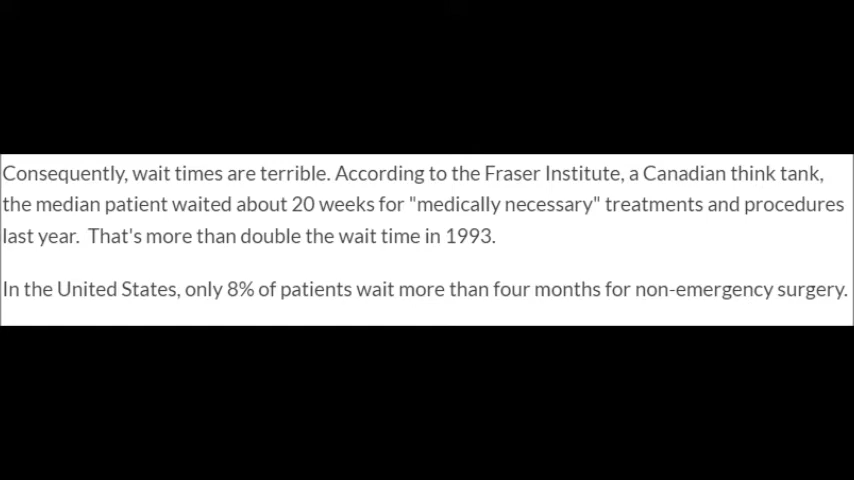 Consequently, wait times are terrible. According to the Fraser Institute, a Canadian think tank,
the median patient waited about 20 weeks for "medically necessary" treatments and procedures
last year.  That's more than double the wait time in 1993.
In the United States, only 8% of patients wait more than four months for non-emergency surgery.